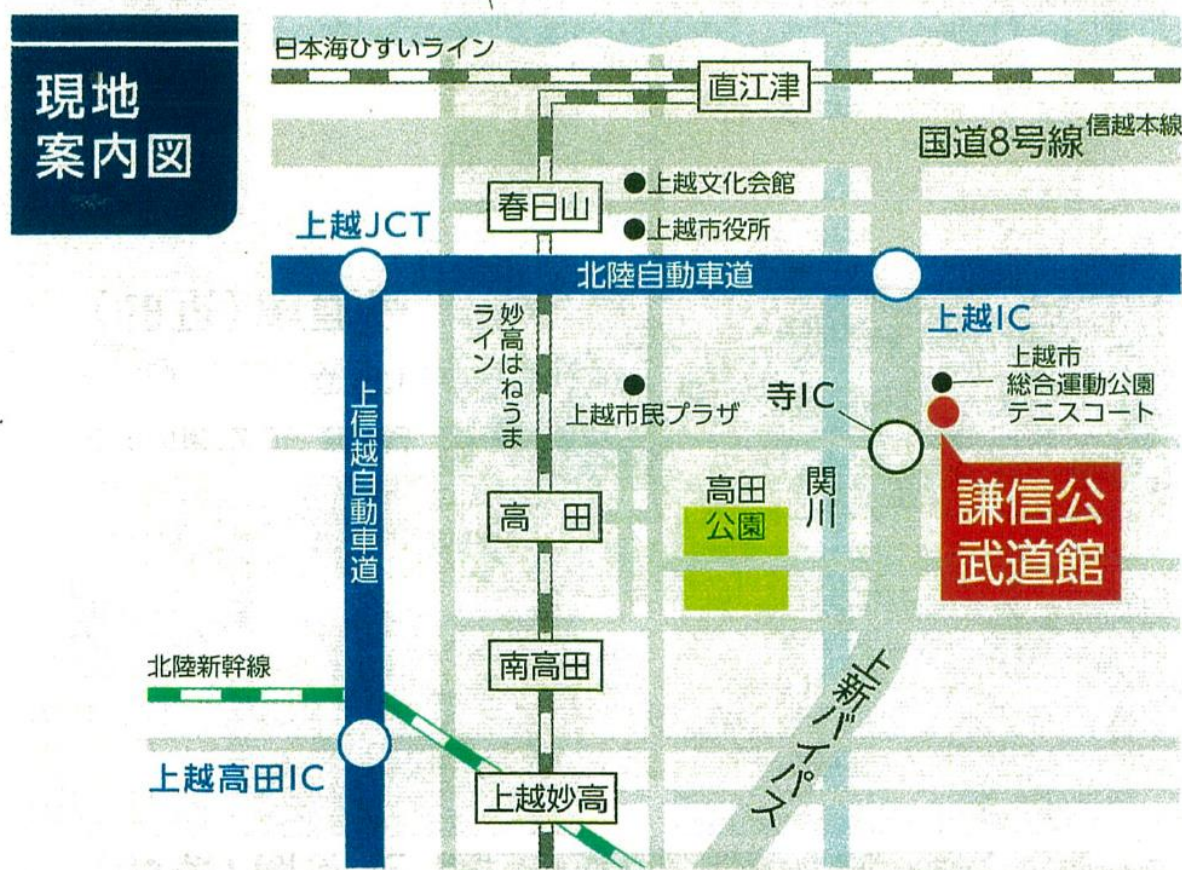 現地
案内図
日本海ひすいライン
直江津
国道8号線
信越本線
春日山
●上越文化会館
●上越市役所
上越JCT
北陸自動車道
上越IC
妙高はねうま
ライン
上信越自動車道
上越市民プラザ
寺IC
上越市
総合運動公園
テニスコート
高田
公園
関川
謙信公
武道館
高 田
北陸新幹線
南高田
上新バイパス
上越高田IC
上越妙高